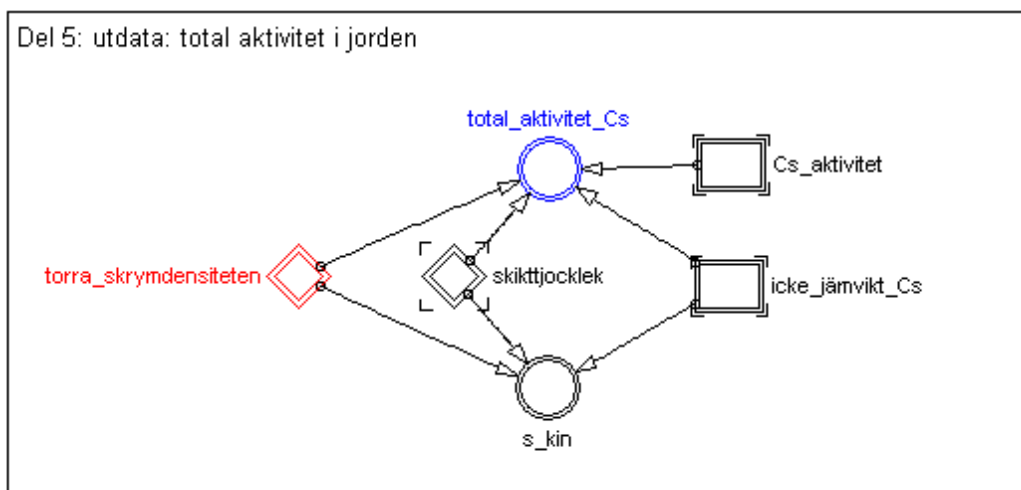 Del 5: utdata: total aktivitet i jorden
total_aktivitet_Cs
Cs_aktivitet
torra_skrymdensiteten
skikttjocklek
icke_jämvikt_Cs
s_kin